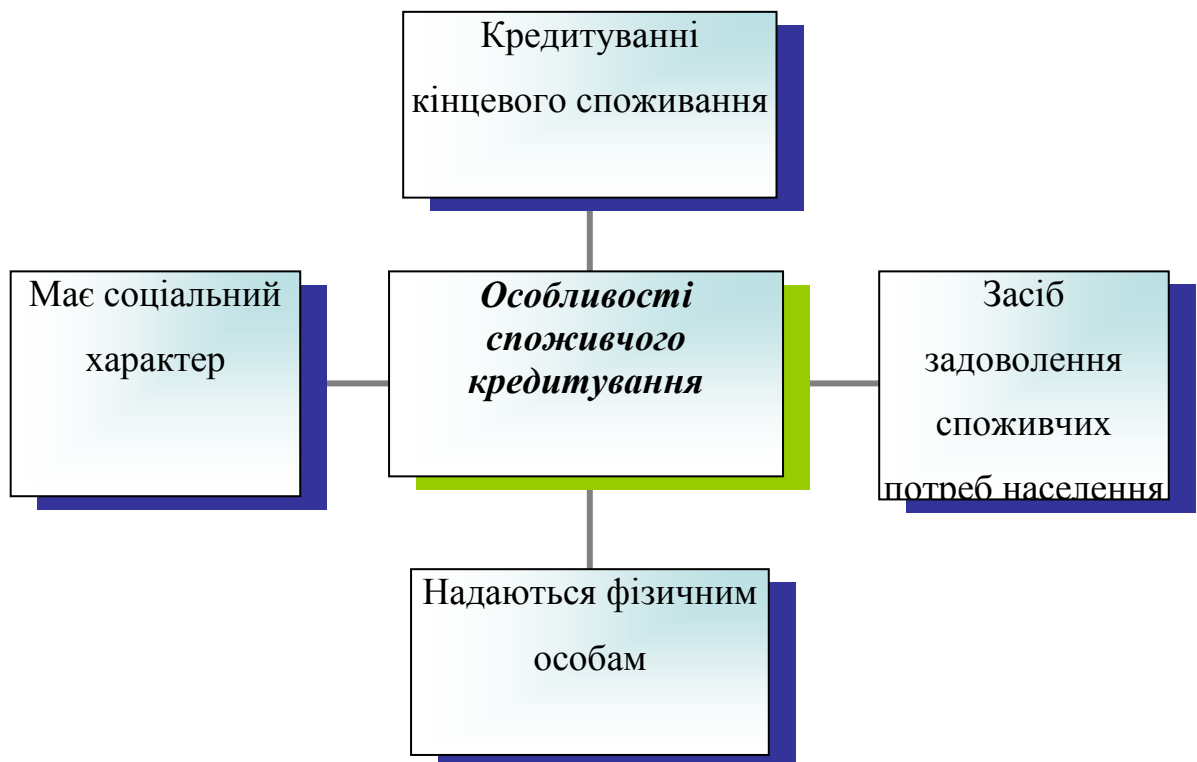 Кредитуванні
кінцевого споживання
Має соціальний
характер
Особливості
споживчого
кредитування
Засіб
задоволення
споживчих
потреб населення
Надаються фізичним
особам